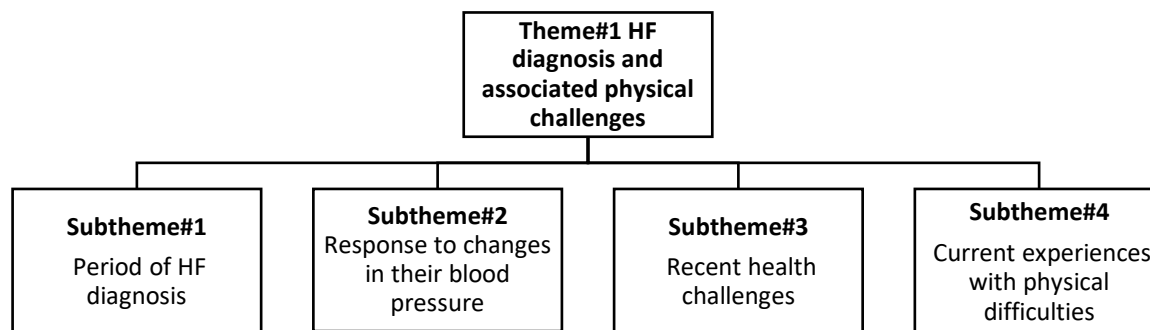 Theme#1 HF
diagnosis and
associated physical
challenges
Subtheme#1
Period of HF
diagnosis
Subtheme#2
Response to changes
in their blood
pressure
Subtheme#3
Recent health
challenges
Subtheme#4
Current experiences
with physical
difficulties